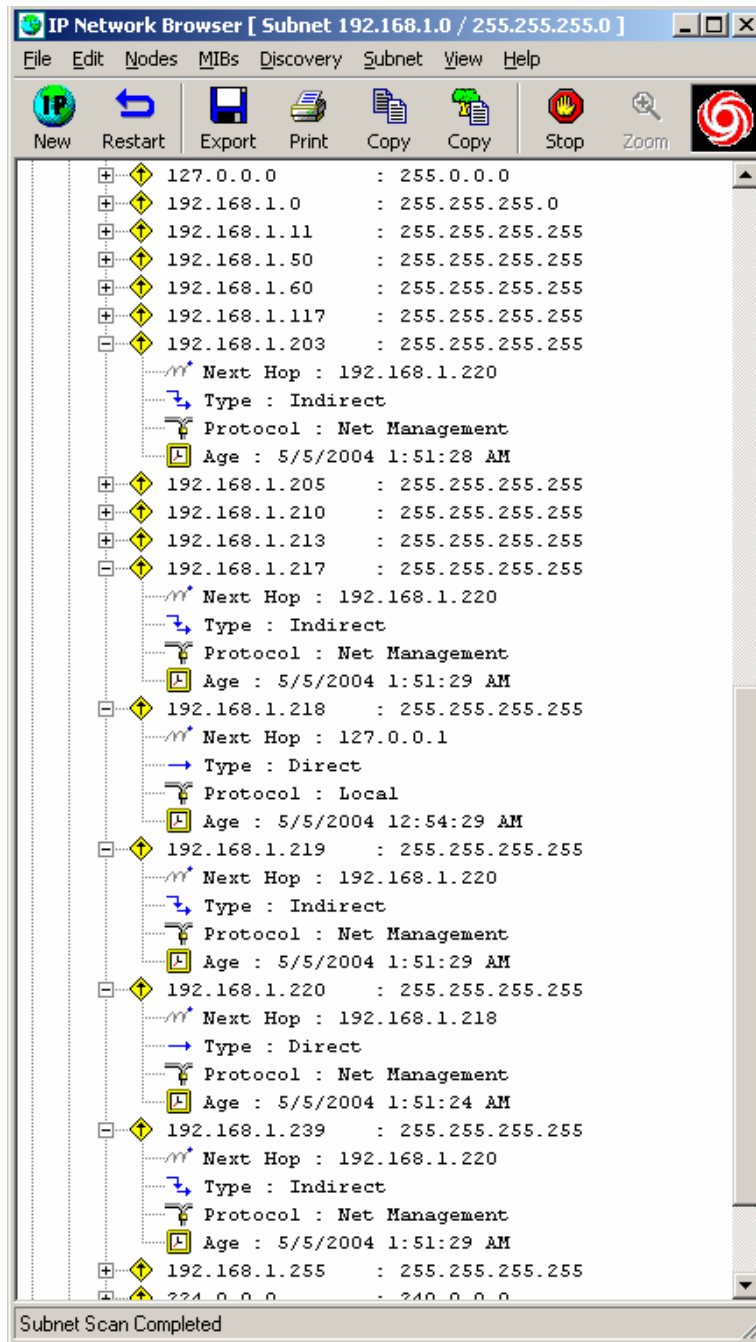 IP Network Browser [ Subnet 192.168.1.0 / 255.255.255.0 ]
File Edit Nodes MIBs Discovery Subnet View Help
IP
New Restart Export Print Copy Copy Stop Zoom
127.0.0.0 : 255.0.0.0
192.168.1.0 : 255.255.255.0
192.168.1.11 : 255.255.255.255
192.168.1.50 : 255.255.255.255
192.168.1.60 : 255.255.255.255
192.168.1.117 : 255.255.255.255
192.168.1.203 : 255.255.255.255
Next Hop : 192.168.1.220
Type : Indirect
Protocol : Net Management
Age : 5/5/2004 1:51:28 AM
192.168.1.205 : 255.255.255.255
192.168.1.210 : 255.255.255.255
192.168.1.213 : 255.255.255.255
192.168.1.217 : 255.255.255.255
Next Hop : 192.168.1.220
Type : Indirect
Protocol : Net Management
Age : 5/5/2004 1:51:29 AM
192.168.1.218 : 255.255.255.255
Next Hop : 127.0.0.1
Type : Direct
Protocol : Local
Age : 5/5/2004 12:54:29 AM
192.168.1.219 : 255.255.255.255
Next Hop : 192.168.1.220
Type : Indirect
Protocol : Net Management
Age : 5/5/2004 1:51:29 AM
192.168.1.220 : 255.255.255.255
Next Hop : 192.168.1.218
Type : Direct
Protocol : Net Management
Age : 5/5/2004 1:51:24 AM
192.168.1.239 : 255.255.255.255
Next Hop : 192.168.1.220
Type : Indirect
Protocol : Net Management
Age : 5/5/2004 1:51:29 AM
192.168.1.255 : 255.255.255.255
224.0.0.0 : 240.0.0.0
Subnet Scan Completed